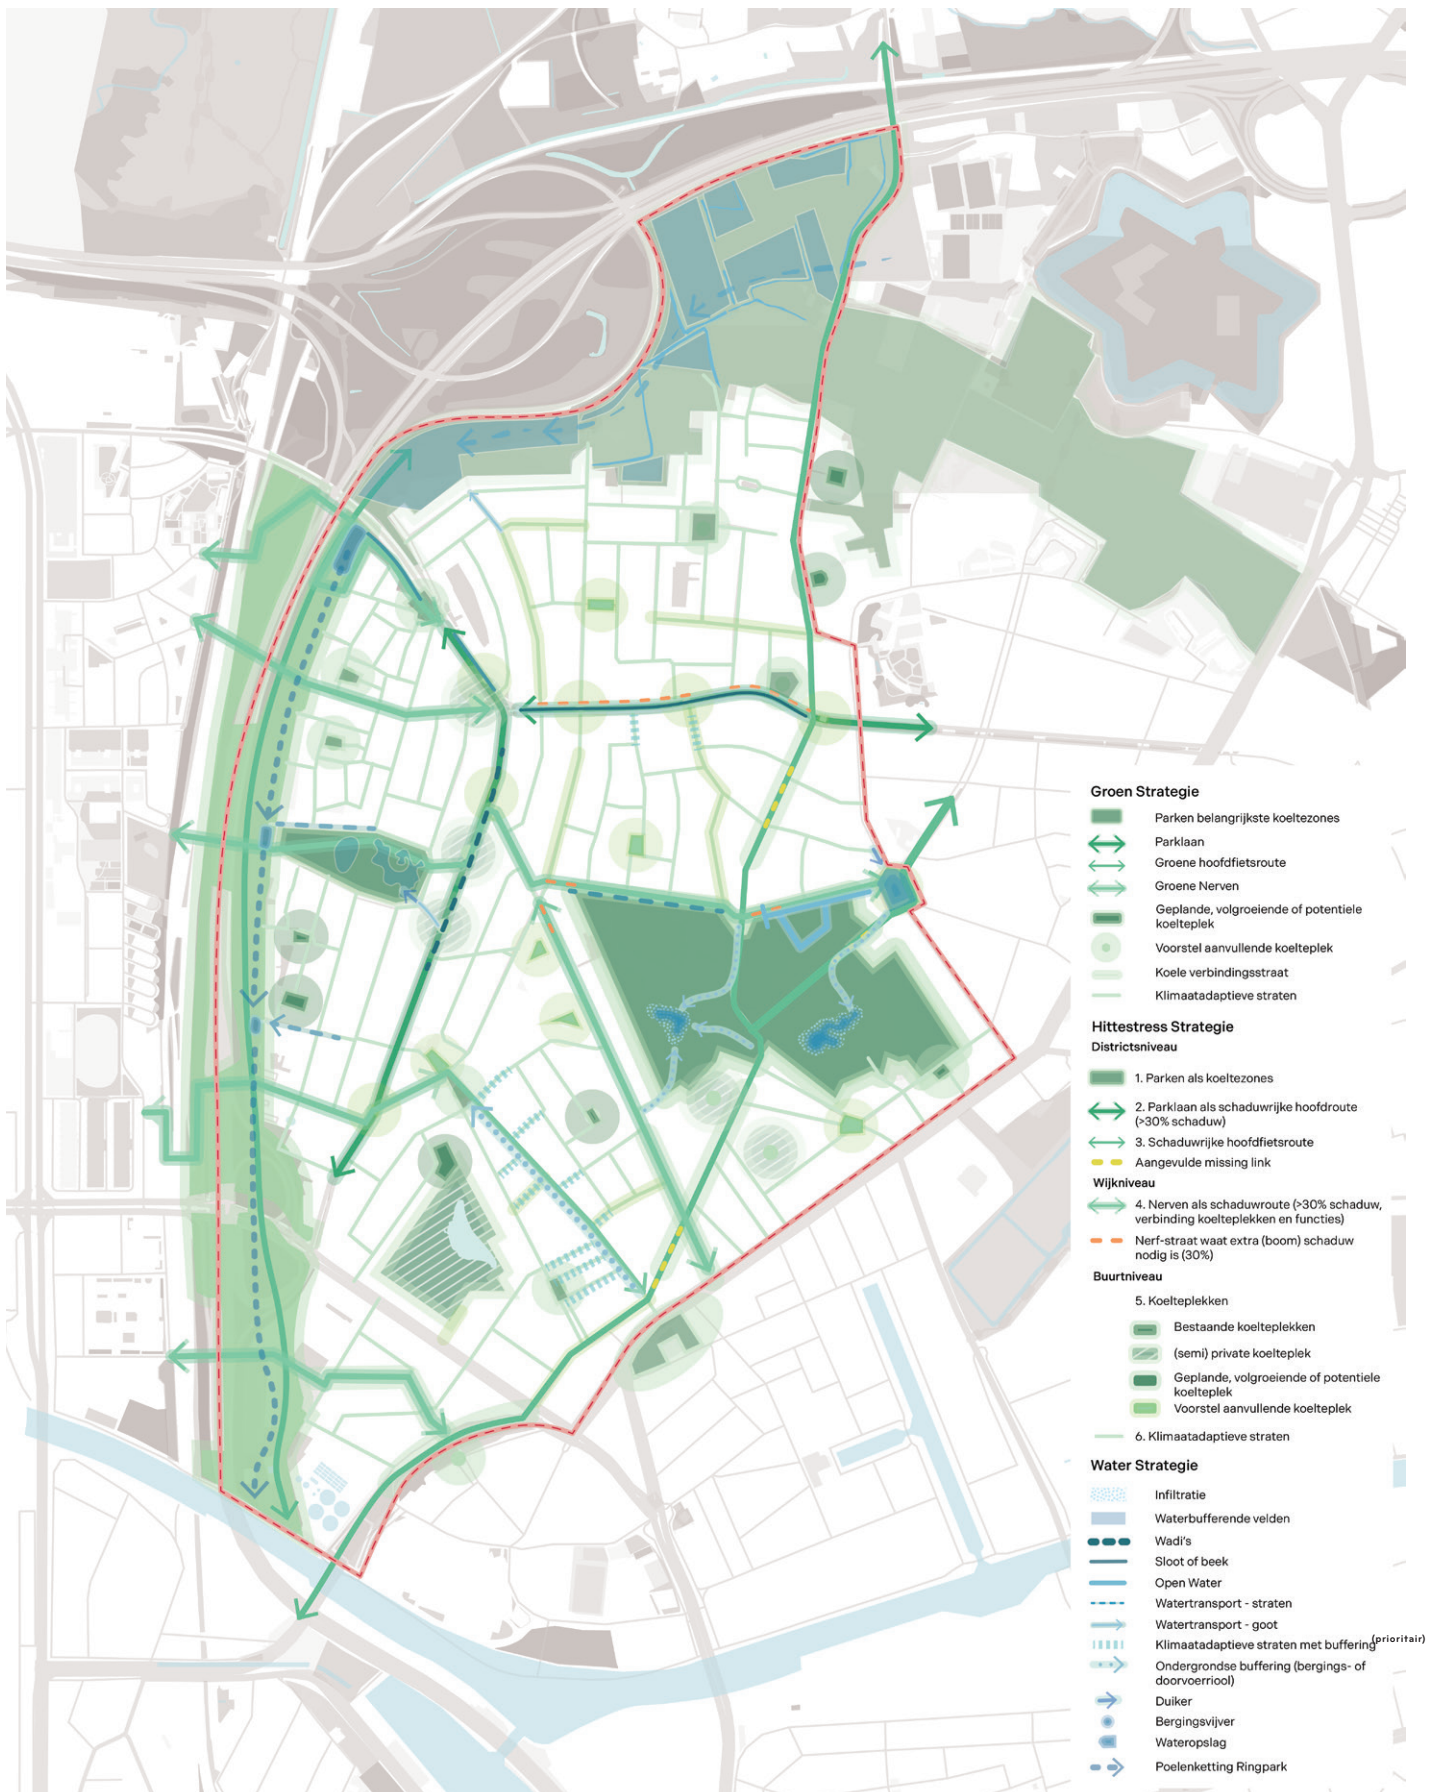 Groen Strategie
Parken belangrijkste koeltezones
Parklaan
Groene hoofdfietsroute
Groene Nerven
Geplande, volgroeiende of potentiele
koelteplek
Voorstel aanvullende koelteplek
Koele verbindingsstraat
Klimaatadaptieve straten
Hittestress Strategie
Districtsniveau
1. Parken als koeltezones
2. Parklaan als schaduwrijke hoofdroute
(>30% schaduw)
3. Schaduwrijke hoofdfietsroute
Aangevulde missing link
Wijkniveau
4. Nerven als schaduwroute (>30% schaduw,
verbinding koelteplekken en functies)
Nerf-straat waat extra (boom) schaduw
nodig is (30%)
Buurtniveau
5. Koelteplekken
Bestaande koelteplekken
(semi) private koelteplek
Geplande, volgroeiende of potentiele
koelteplek
Voorstel aanvullende koelteplek
6. Klimaatadaptieve straten
Water Strategie
Infiltratie
Waterbufferende velden
Wadi's
Sloot of beek
Open Water
Watertransport - straten
Watertransport - goot
Klimaatadaptieve straten met buffering (prioritair)
Ondergrondse buffering (bergings- of
doorvoerriool)
Duiker
Bergingsvijver
Wateropslag
Poelenketting Ringpark